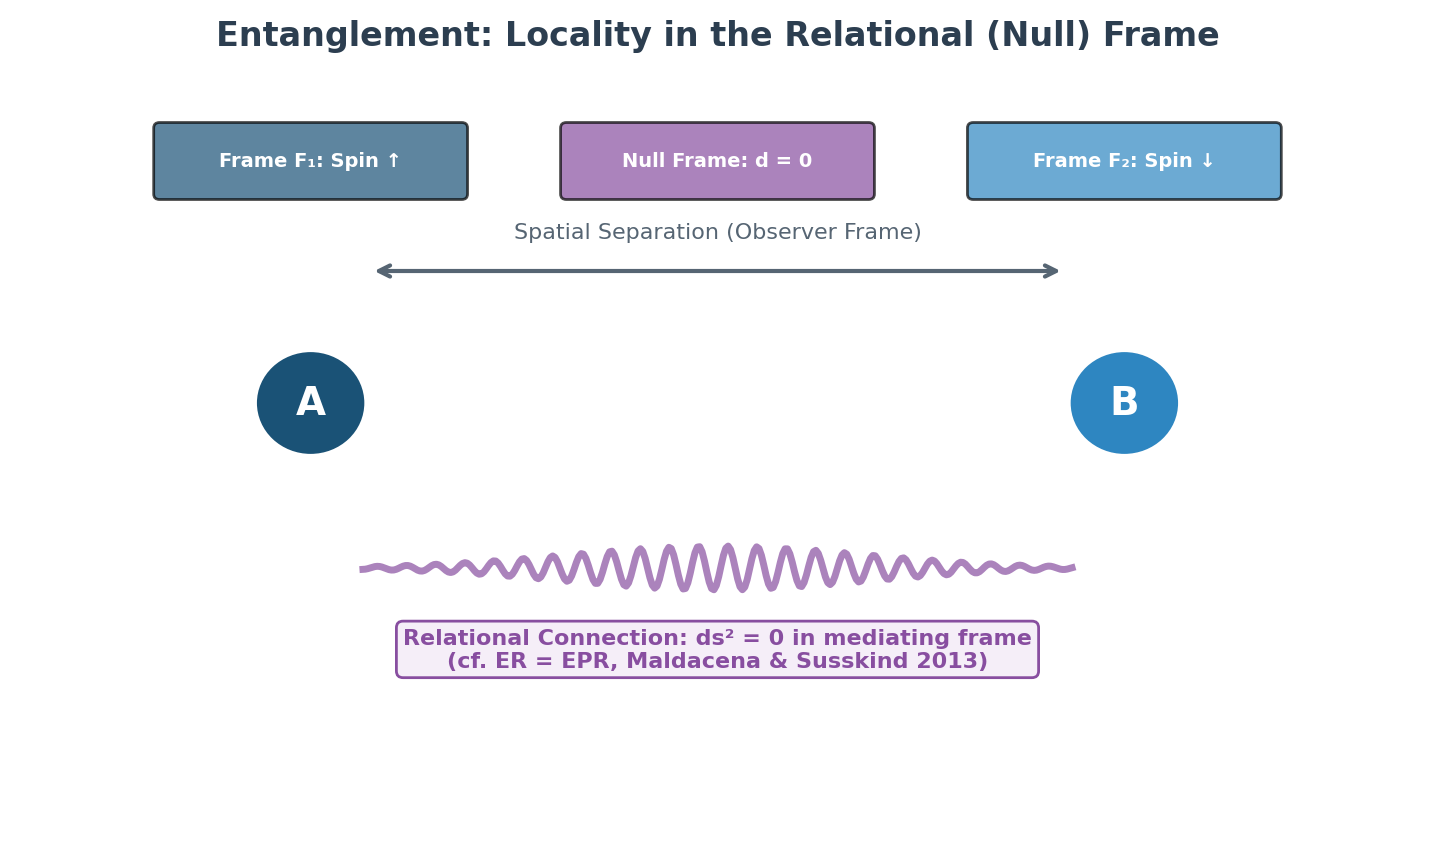 Entanglement: Locality in the Relational (Null) Frame
Frame F₁: Spin ↑
Null Frame: d = 0
Frame F₂: Spin ↓
Spatial Separation (Observer Frame)
A
B
Relational Connection: ds² = 0 in mediating frame
(cf. ER = EPR, Maldacena & Susskind 2013)